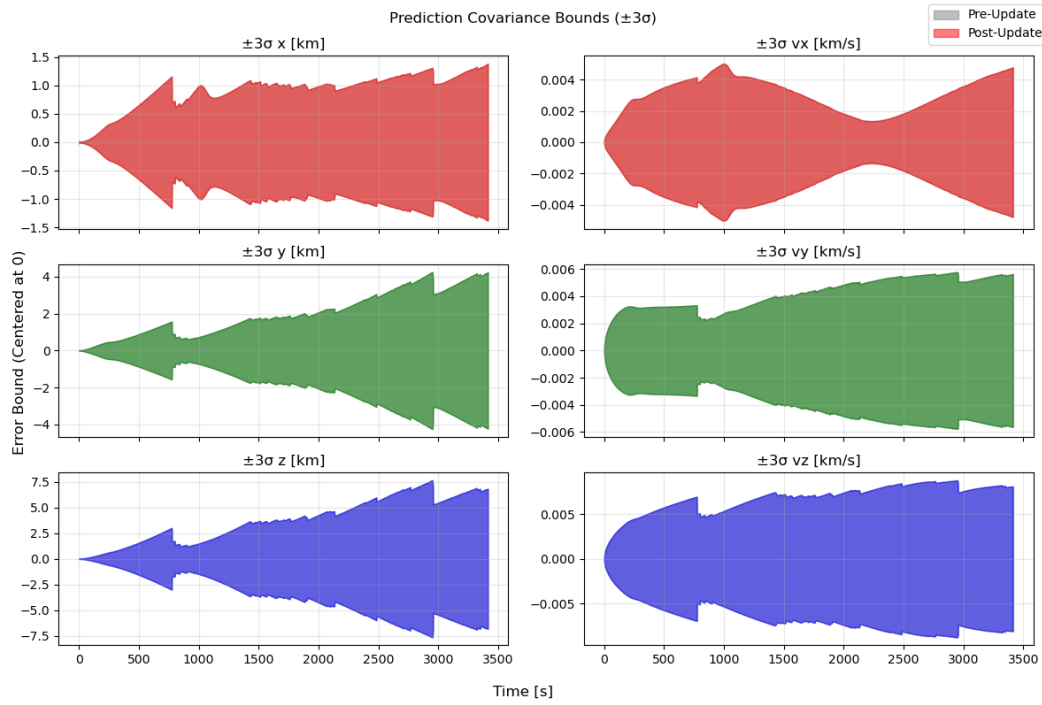 Prediction Covariance Bounds (±3σ)
Pre-Update
Post-Update
±3σ x [km]
1.5
1.0
0.5
0.0
−0.5
−1.0
−1.5
±3σ vx [km/s]
0.004
0.002
0.000
−0.002
−0.004
±3σ y [km]
4
2
0
−2
−4
±3σ vy [km/s]
0.006
0.004
0.002
0.000
−0.002
−0.004
−0.006
Error Bound (Centered at 0)
±3σ z [km]
7.5
5.0
2.5
0.0
−2.5
−5.0
−7.5
0 500 1000 1500 2000 2500 3000 3500
±3σ vz [km/s]
0.005
0.000
−0.005
0 500 1000 1500 2000 2500 3000 3500
Time [s]